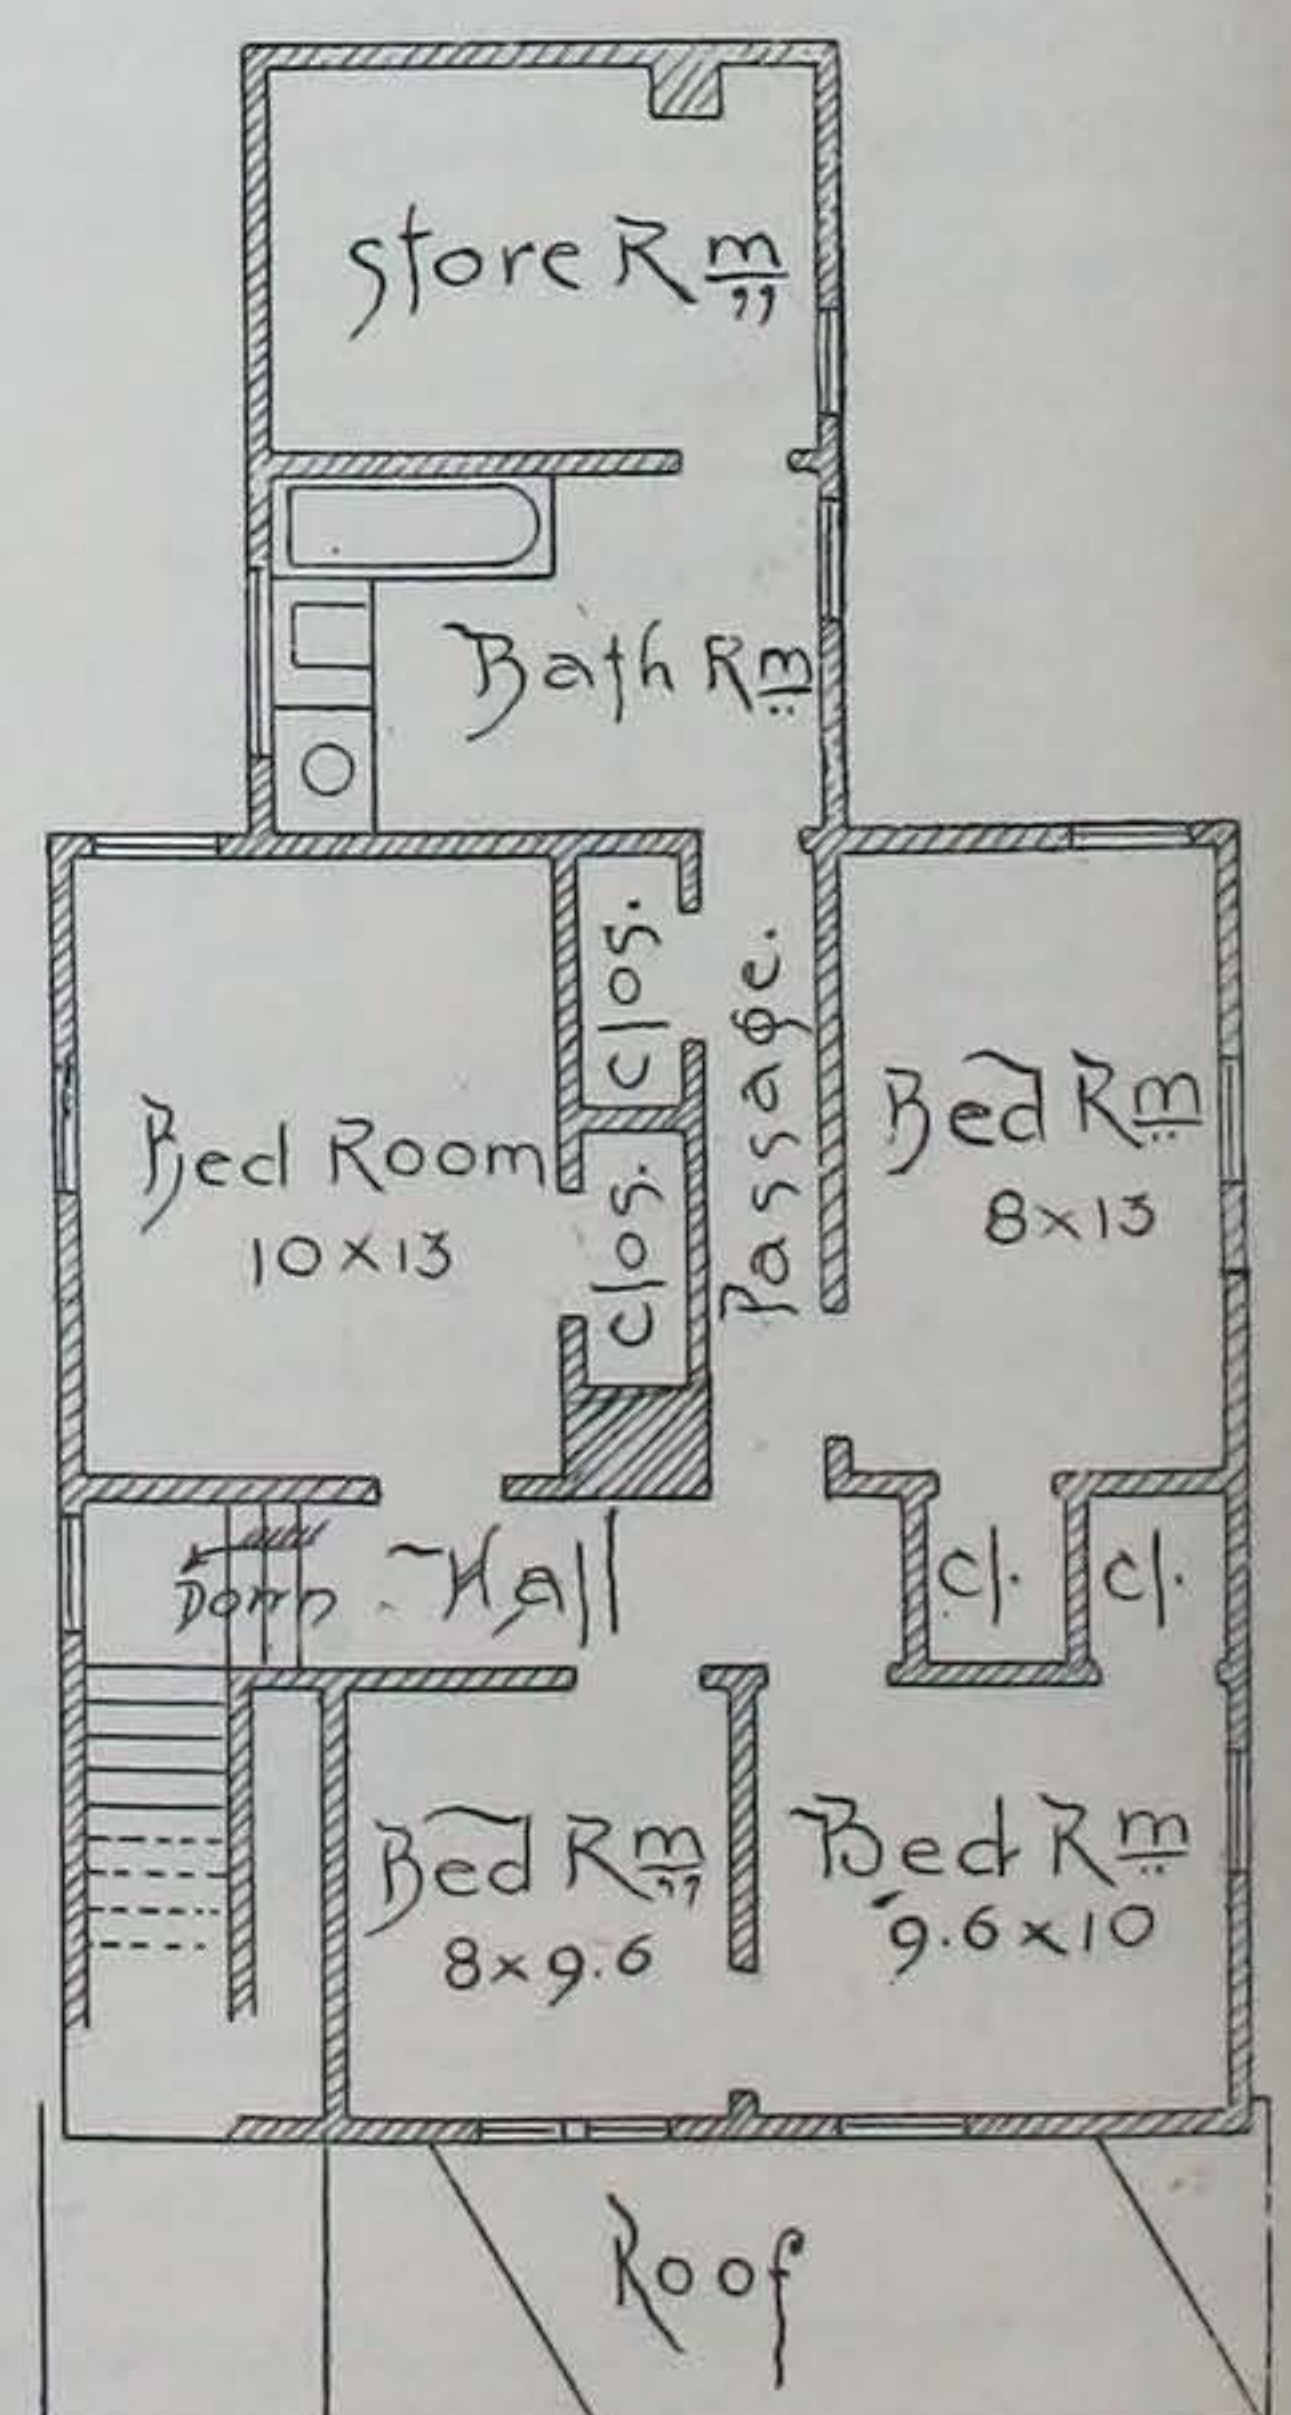 Store Rm
Bath Rm
Clos.
Passage.
Bed Room
10 x 13
Clos.
Bed Rm
8 x 13
Down
Hall
Cl.
Cl.
Bed Rm
8 x 9.6
Bed Rm
9.6 x 10
Roof